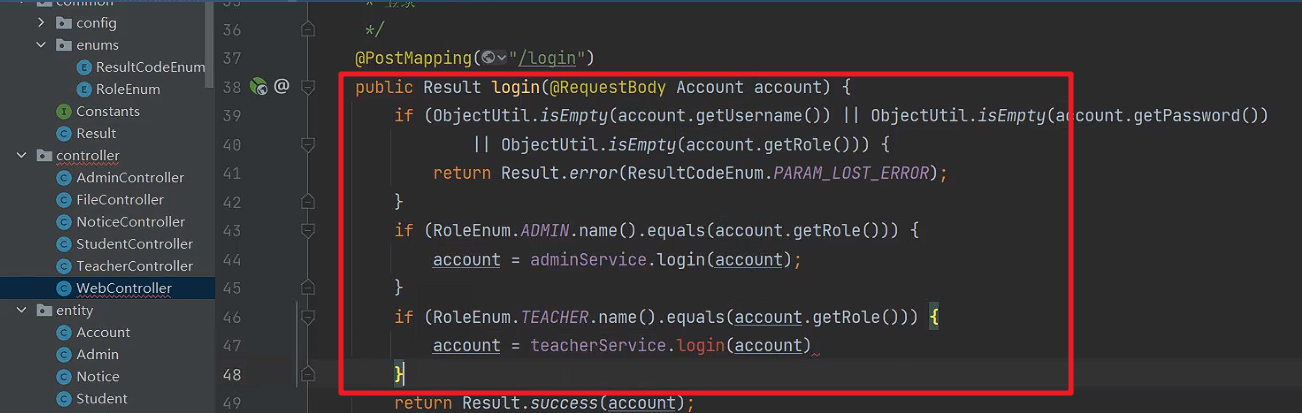 common
config
enums
ResultCodeEnum
RoleEnum
Constants
Result
controller
AdminController
FileController
NoticeController
StudentController
TeacherController
WebController
entity
Account
Admin
Notice
Student
35 * 登录
36 */
37 @PostMapping("/login")
38 @ public Result login(@RequestBody Account account) {
39 if (ObjectUtil.isEmpty(account.getUsername()) || ObjectUtil.isEmpty(account.getPassword())
40 || ObjectUtil.isEmpty(account.getRole())) {
41 return Result.error(ResultCodeEnum.PARAM_LOST_ERROR);
42 }
43 if (RoleEnum.ADMIN.name().equals(account.getRole())) {
44 account = adminService.login(account);
45 }
46 if (RoleEnum.TEACHER.name().equals(account.getRole())) {
47 account = teacherService.login(account)
48 }
49 return Result.success(account);